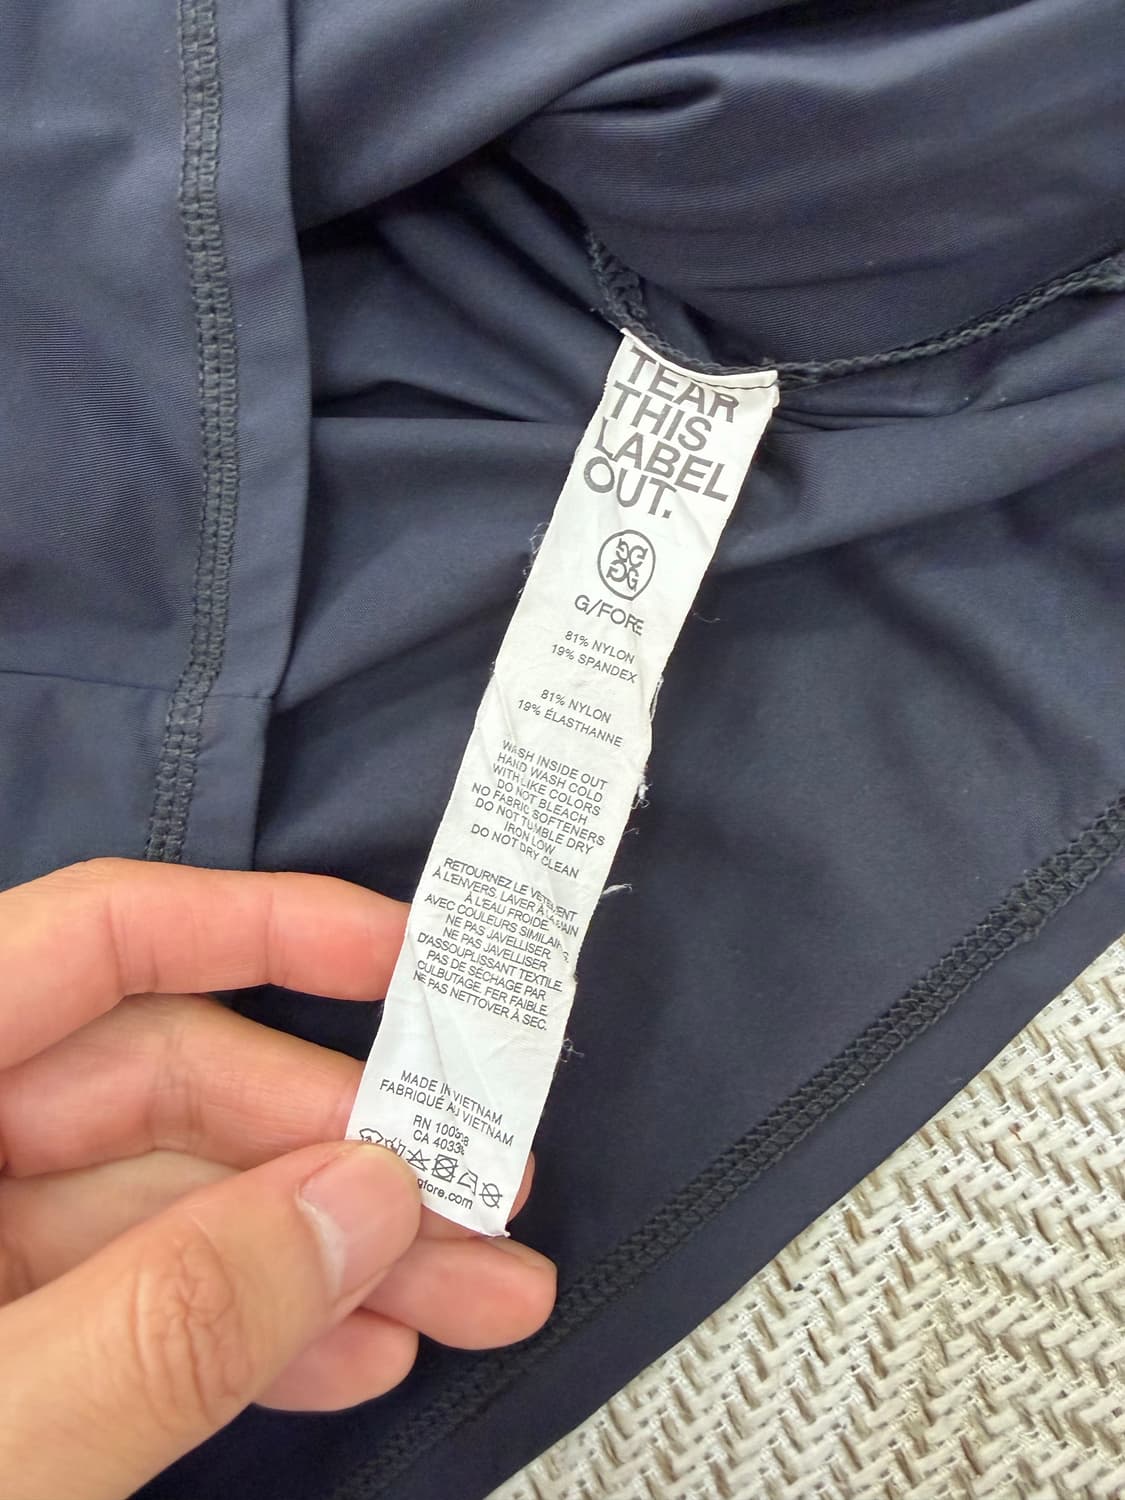 TEAR
THIS
LABEL
OUT.
G/FORE
81% NYLON
19% SPANDEX
81% NYLON
19% ÉLASTHANNE
WASH INSIDE OUT
HAND WASH COLD
WITH LIKE COLORS
DO NOT BLEACH
NO FABRIC SOFTENERS
DO NOT TUMBLE DRY
IRON LOW
DO NOT DRY CLEAN
RETOURNEZ LE VETEMENT
À L'ENVERS. LAVER À LA MAIN
À L'EAU FROIDE.
AVEC COULEURS SIMILAIRES.
NE PAS JAVELLISER.
NE PAS JAVELLISER.
D'ASSOUPLISSANT TEXTILE.
PAS DE SÉCHAGE PAR
CULBUTAGE. FER FAIBLE.
NE PAS NETTOYER À SEC.
MADE IN VIETNAM
FABRIQUÉ AU VIETNAM
RN
CA
gfore.com